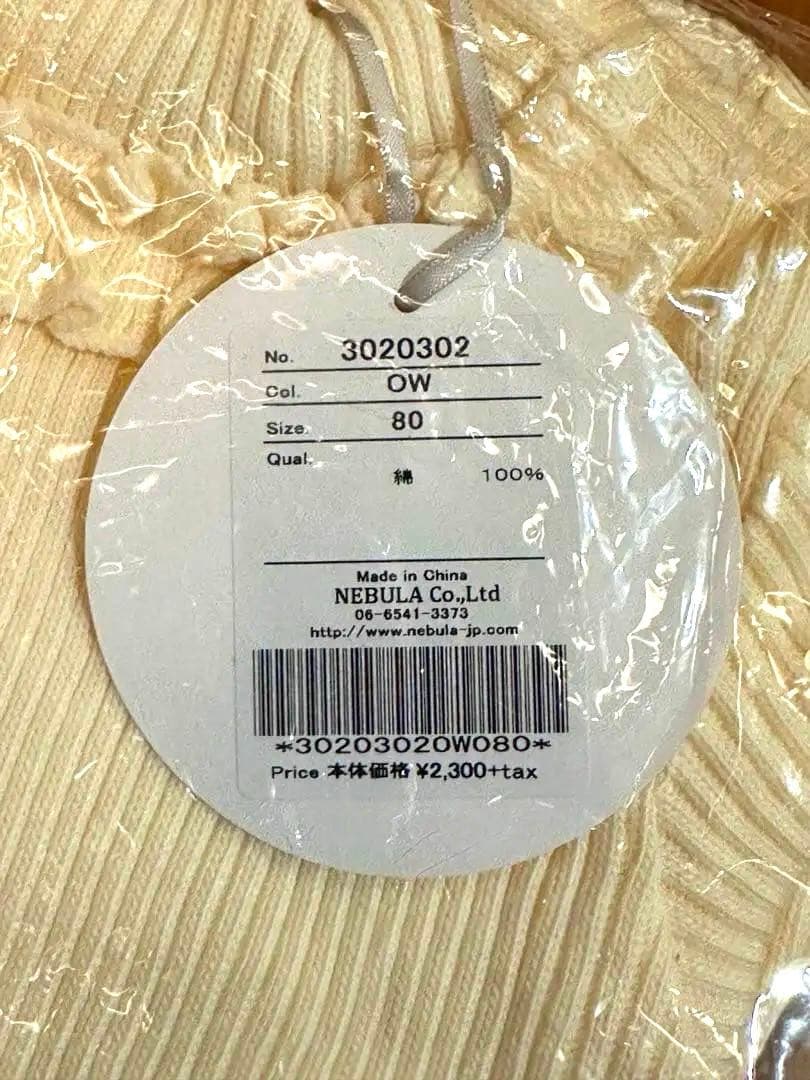 No. 3020302
Col. OW
Size 80
Qual.
綿 100%
Made in China
NEBULA Co.,Ltd
06-6541-3373
http://www.nebula-jp.com
*3020302OW080*
Price 本体価格 ¥2,300+tax